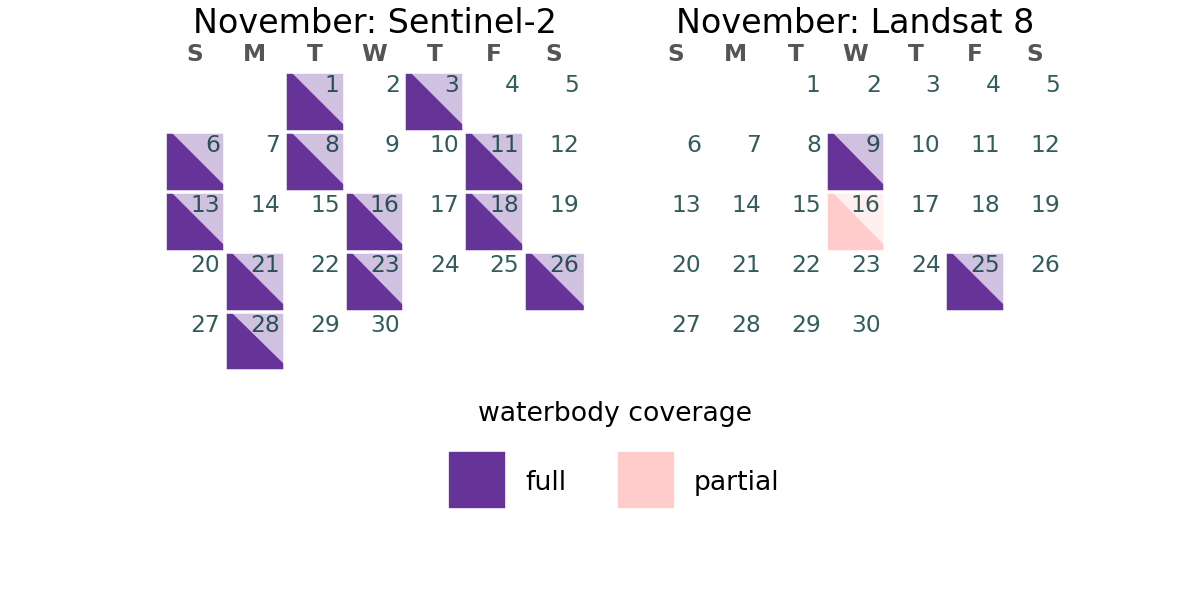 November: Sentinel-2
S M T W T F S
1 2 3 4 5
6 7 8 9 10 11 12
13 14 15 16 17 18 19
20 21 22 23 24 25 26
27 28 29 30
November: Landsat 8
S M T W T F S
1 2 3 4 5
6 7 8 9 10 11 12
13 14 15 16 17 18 19
20 21 22 23 24 25 26
27 28 29 30
waterbody coverage
full partial